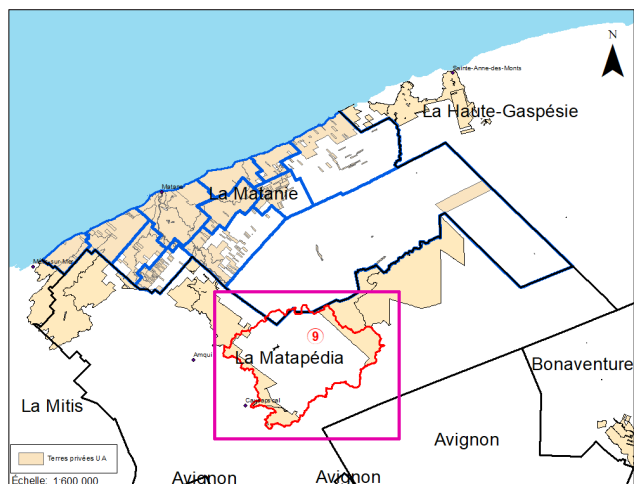 N
Sainte-Anne-des-Monts
La Haute-Gaspésie
Matane
La Matanie
9
Amqui
La Matapédia
Bonaventure
La Mitis
Causapscal
Avignon
Terres privées U A
Avignon
Avignon
Échelle: 1:600 000